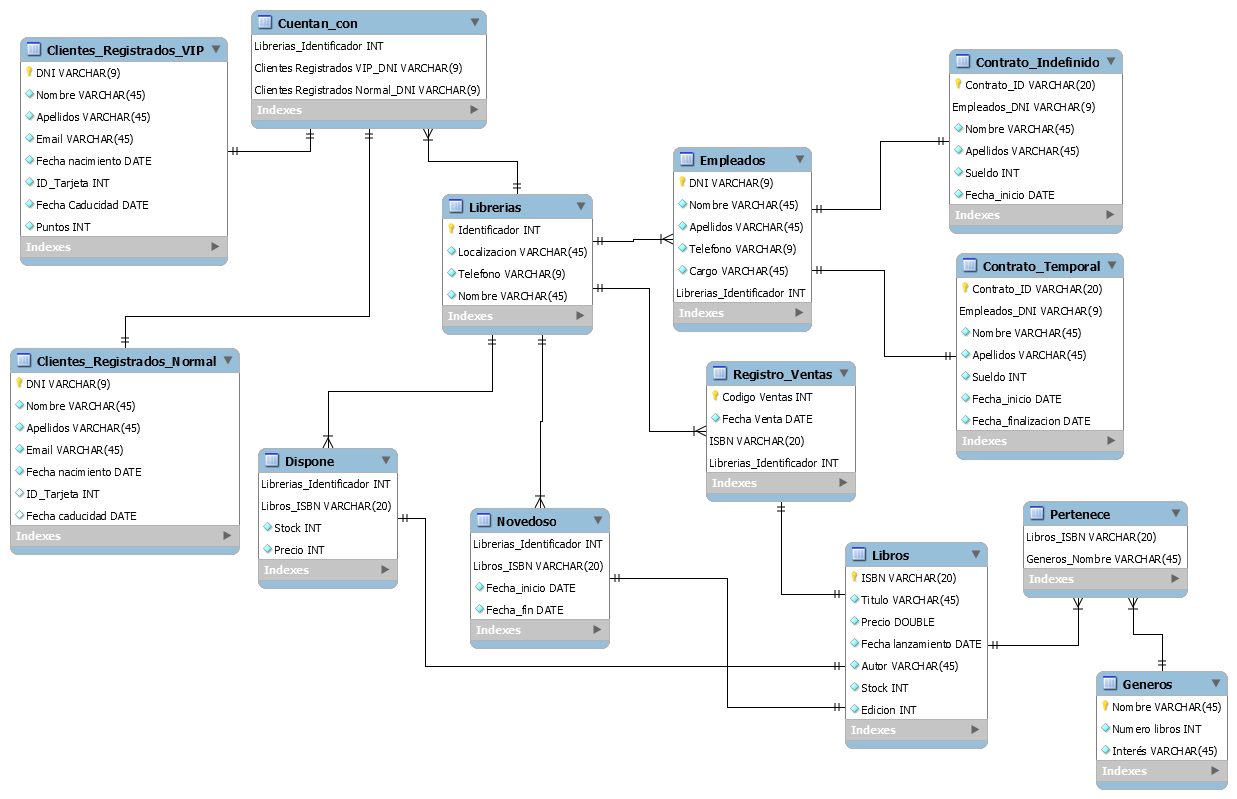 Cuentan_con
Librerias_Identificador INT
Clientes Registrados VIP_DNI VARCHAR(9)
Clientes Registrados Normal_DNI VARCHAR(9)
Indexes
Clientes_Registrados_VIP
DNI VARCHAR(9)
Nombre VARCHAR(45)
Apellidos VARCHAR(45)
Email VARCHAR(45)
Fecha nacimiento DATE
ID_Tarjeta INT
Fecha Caducidad DATE
Puntos INT
Indexes
Contrato_Indefinido
Contrato_ID VARCHAR(20)
Empleados_DNI VARCHAR(9)
Nombre VARCHAR(45)
Apellidos VARCHAR(45)
Sueldo INT
Fecha_inicio DATE
Indexes
Empleados
DNI VARCHAR(9)
Nombre VARCHAR(45)
Apellidos VARCHAR(45)
Telefono VARCHAR(9)
Cargo VARCHAR(45)
Librerias_Identificador INT
Indexes
Librerias
Identificador INT
Localizacion VARCHAR(45)
Telefono VARCHAR(9)
Nombre VARCHAR(45)
Indexes
Contrato_Temporal
Contrato_ID VARCHAR(20)
Empleados_DNI VARCHAR(9)
Nombre VARCHAR(45)
Apellidos VARCHAR(45)
Sueldo INT
Fecha_inicio DATE
Fecha_finalizacion DATE
Indexes
Clientes_Registrados_Normal
DNI VARCHAR(9)
Nombre VARCHAR(45)
Apellidos VARCHAR(45)
Email VARCHAR(45)
Fecha nacimiento DATE
ID_Tarjeta INT
Fecha caducidad DATE
Indexes
Registro_Ventas
Codigo Ventas INT
Fecha Venta DATE
ISBN VARCHAR(20)
Librerias_Identificador INT
Indexes
Dispone
Librerias_Identificador INT
Libros_ISBN VARCHAR(20)
Stock INT
Precio INT
Indexes
Novedoso
Librerias_Identificador INT
Libros_ISBN VARCHAR(20)
Fecha_inicio DATE
Fecha_fin DATE
Indexes
Libros
ISBN VARCHAR(20)
Titulo VARCHAR(45)
Precio DOUBLE
Fecha lanzamiento DATE
Autor VARCHAR(45)
Stock INT
Edicion INT
Indexes
Pertenece
Libros_ISBN VARCHAR(20)
Generos_Nombre VARCHAR(45)
Indexes
Generos
Nombre VARCHAR(45)
Numero libros INT
Interés VARCHAR(45)
Indexes